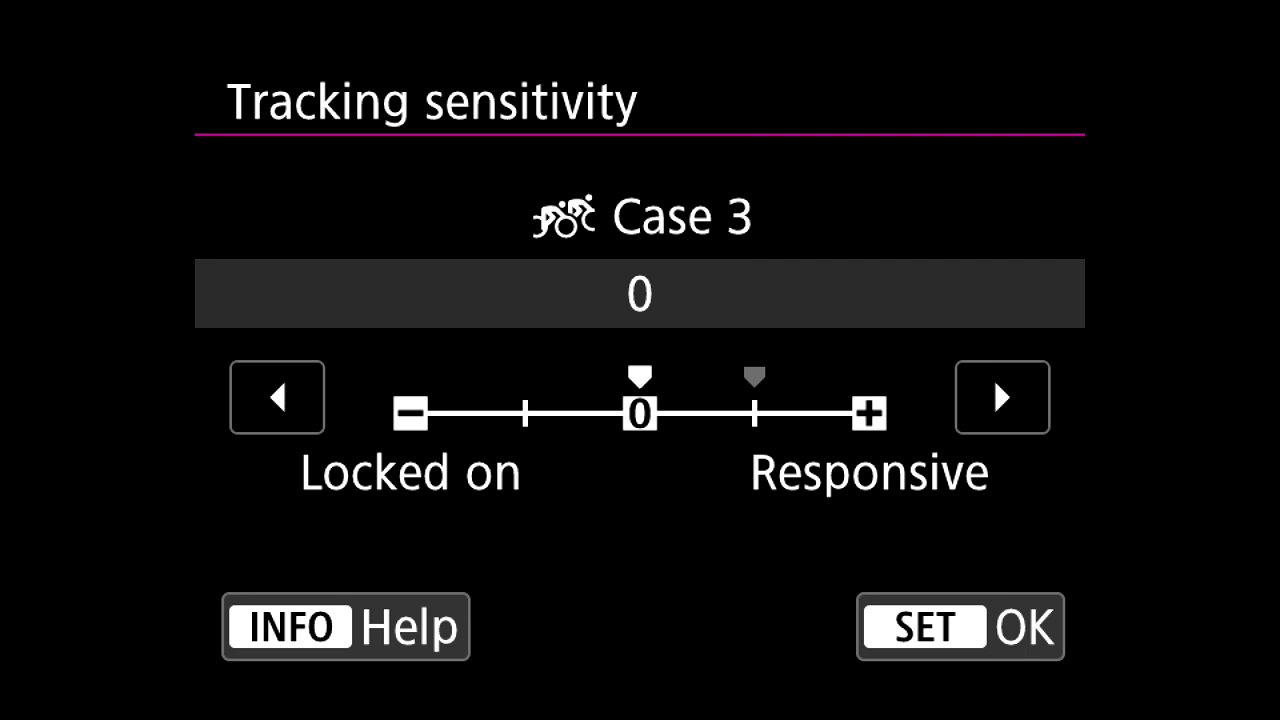 Tracking sensitivity
Case 3
0
− 0 +
Locked on Responsive
INFO Help SET OK